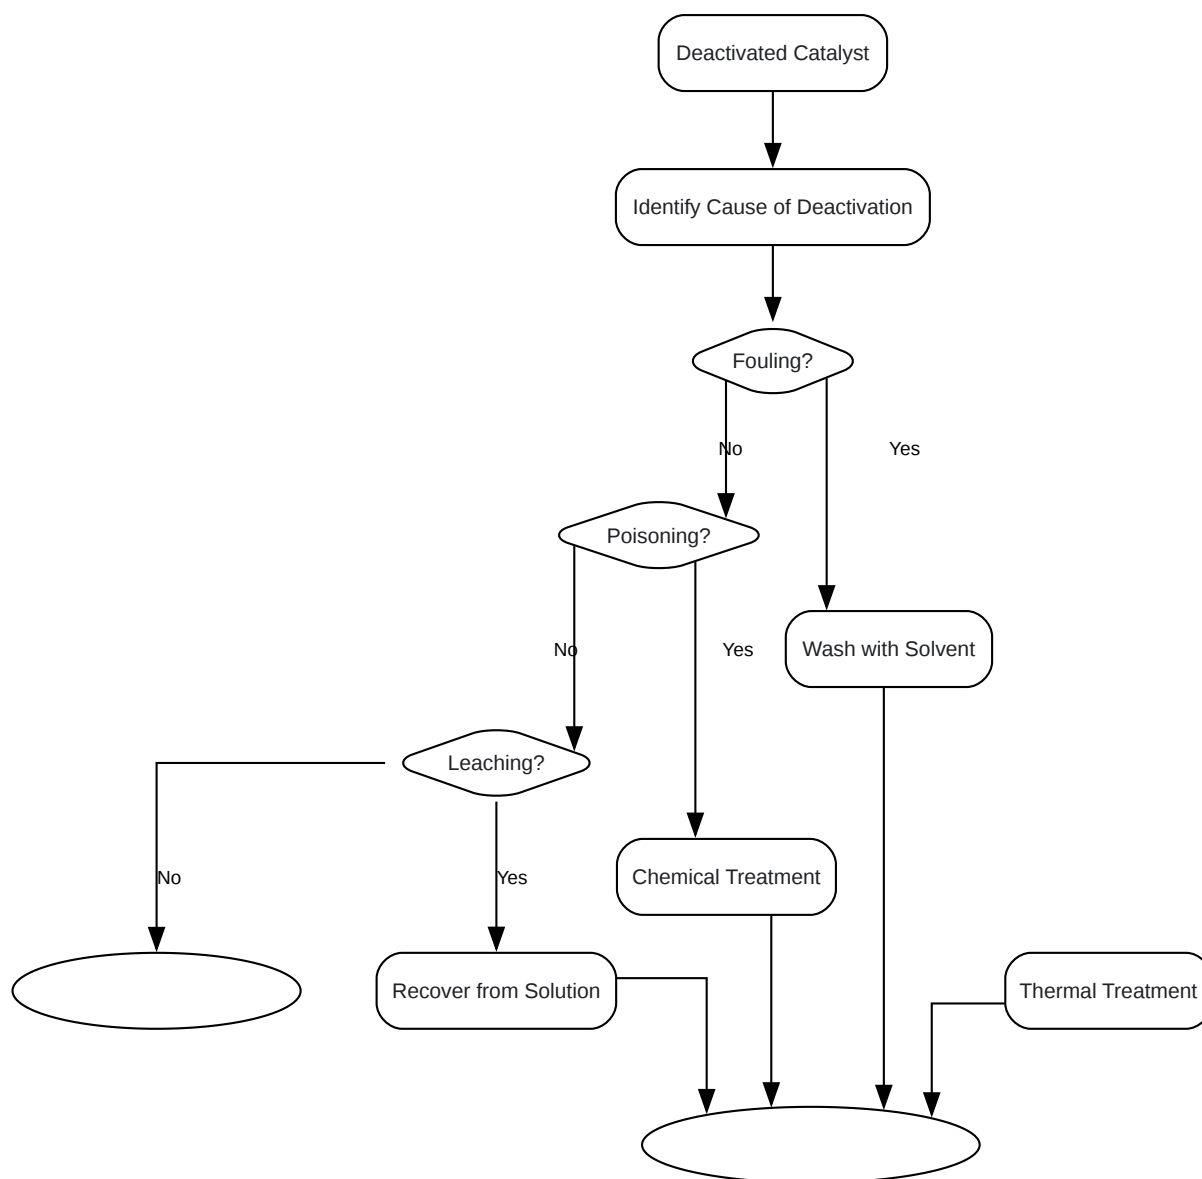 Deactivated Catalyst
Identify Cause of Deactivation
Fouling?
No
Yes
Poisoning?
No
Yes
Wash with Solvent
Leaching?
No
Yes
Chemical Treatment
Recover from Solution
Thermal Treatment